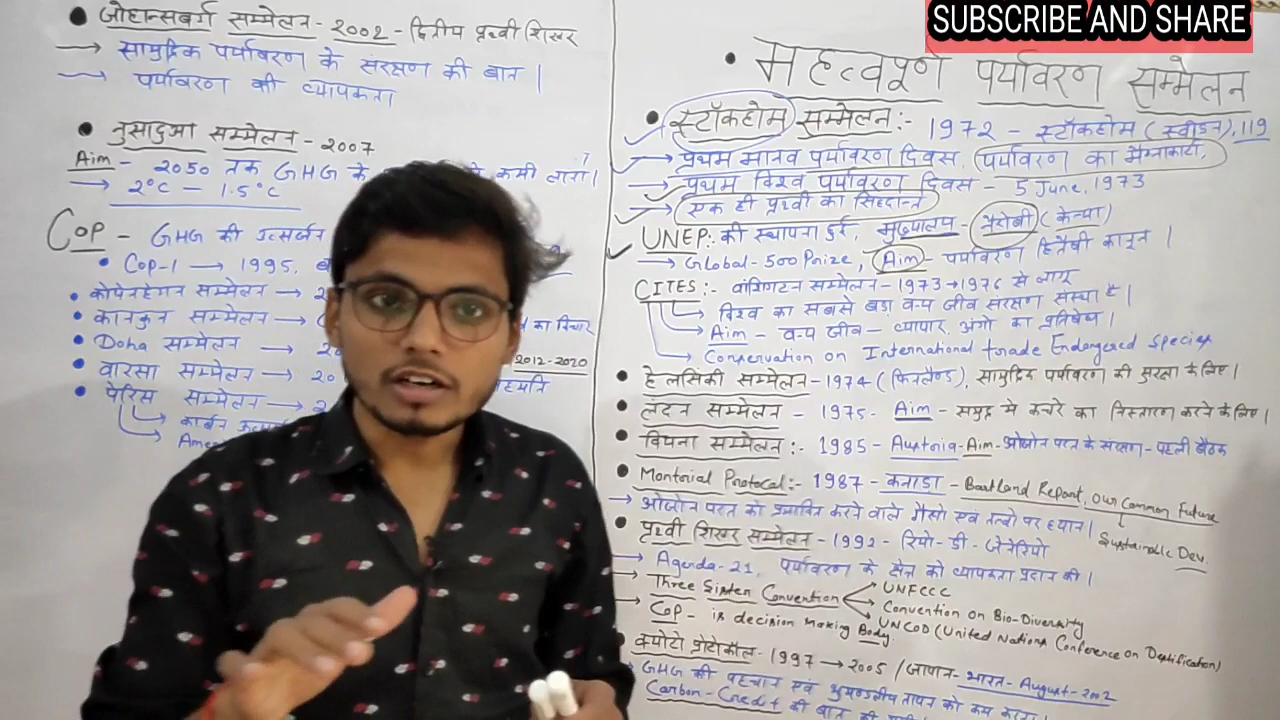 SUBSCRIBE AND SHARE
जोहान्सबर्ग सम्मेलन - 2002 - द्वितीय पृथ्वी शिखर
→ सामुद्रिक पर्यावरण के संरक्षण की बात |
→ पर्यावरण की व्यापकता
नुसादुआ सम्मेलन - 2007
Aim - 2050 तक GHG के कमी लाना |
→ 2°C - 1.5°C
COP - GHG की उत्सर्जन
COP-1 → 1995,
कोपेनहेगन सम्मेलन →
कानकुन सम्मेलन → का विचार
Doha सम्मेलन → 20 2012-2020
वारसा सम्मेलन → 20 सहमति
पेरिस सम्मेलन →
कार्बन
Ame
महत्वपूर्ण पर्यावरण सम्मेलन
स्टॉकहोम सम्मेलन :- 1972 - स्टॉकहोम (स्वीडन), 119
→ प्रथम मानव पर्यावरण दिवस, पर्यावरण का मैग्नाकार्टा,
→ प्रथम विश्व पर्यावरण दिवस - 5 June, 1973
→ एक ही पृथ्वी का सिद्धान्त
UNEP: की स्थापना हुई, मुख्यालय - नैरोबी (केन्या)
→ Global-500 Prize, Aim - पर्यावरण हितैषी कानून |
CITES :- वाशिंगटन सम्मेलन - 1973 → 1976 से लागू
→ विश्व का सबसे बड़ा वन्य जीव संरक्षण संस्था है |
→ Aim - वन्य जीव - व्यापार, अंगो का प्रतिबंध |
→ Conservation on International trade Endangered Species
हेलसिकी सम्मेलन - 1974 (फिनलैण्ड), सामुद्रिक पर्यावरण की सुरक्षा के लिए |
लंदन सम्मेलन - 1975 - Aim - समुद्र मे कचरे का निस्तारण करने के लिए |
वियना सम्मेलन :- 1985 - Austria - Aim - ओजोन परत के संरक्षण - पहली बैठक
Montorial Protocal :- 1987 - कनाडा - Bartland Report, Our Common Future
→ ओजोन परत को प्रभावित करने वाले गैसो एवं तत्वो पर ध्यान | Sustainable Dev.
पृथ्वी शिखर सम्मेलन - 1992 - रियो - डी - जेनेरियो
→ Agenda-21, पर्यावरण के क्षेत्र को व्यापकता प्रदान की |
→ Three Sister Convention UNFCCC
Convention on Bio-Diversity
UNCOD (United Nations Conference on Destification)
→ COP - is decision making Body.
क्योटो प्रोटोकॉल - 1997 → 2005 / जापान - भारत - August - 2002
GHG की पहचान एवं भूमण्डलीय तापन को कम करना
Carbon-Credit की बात की